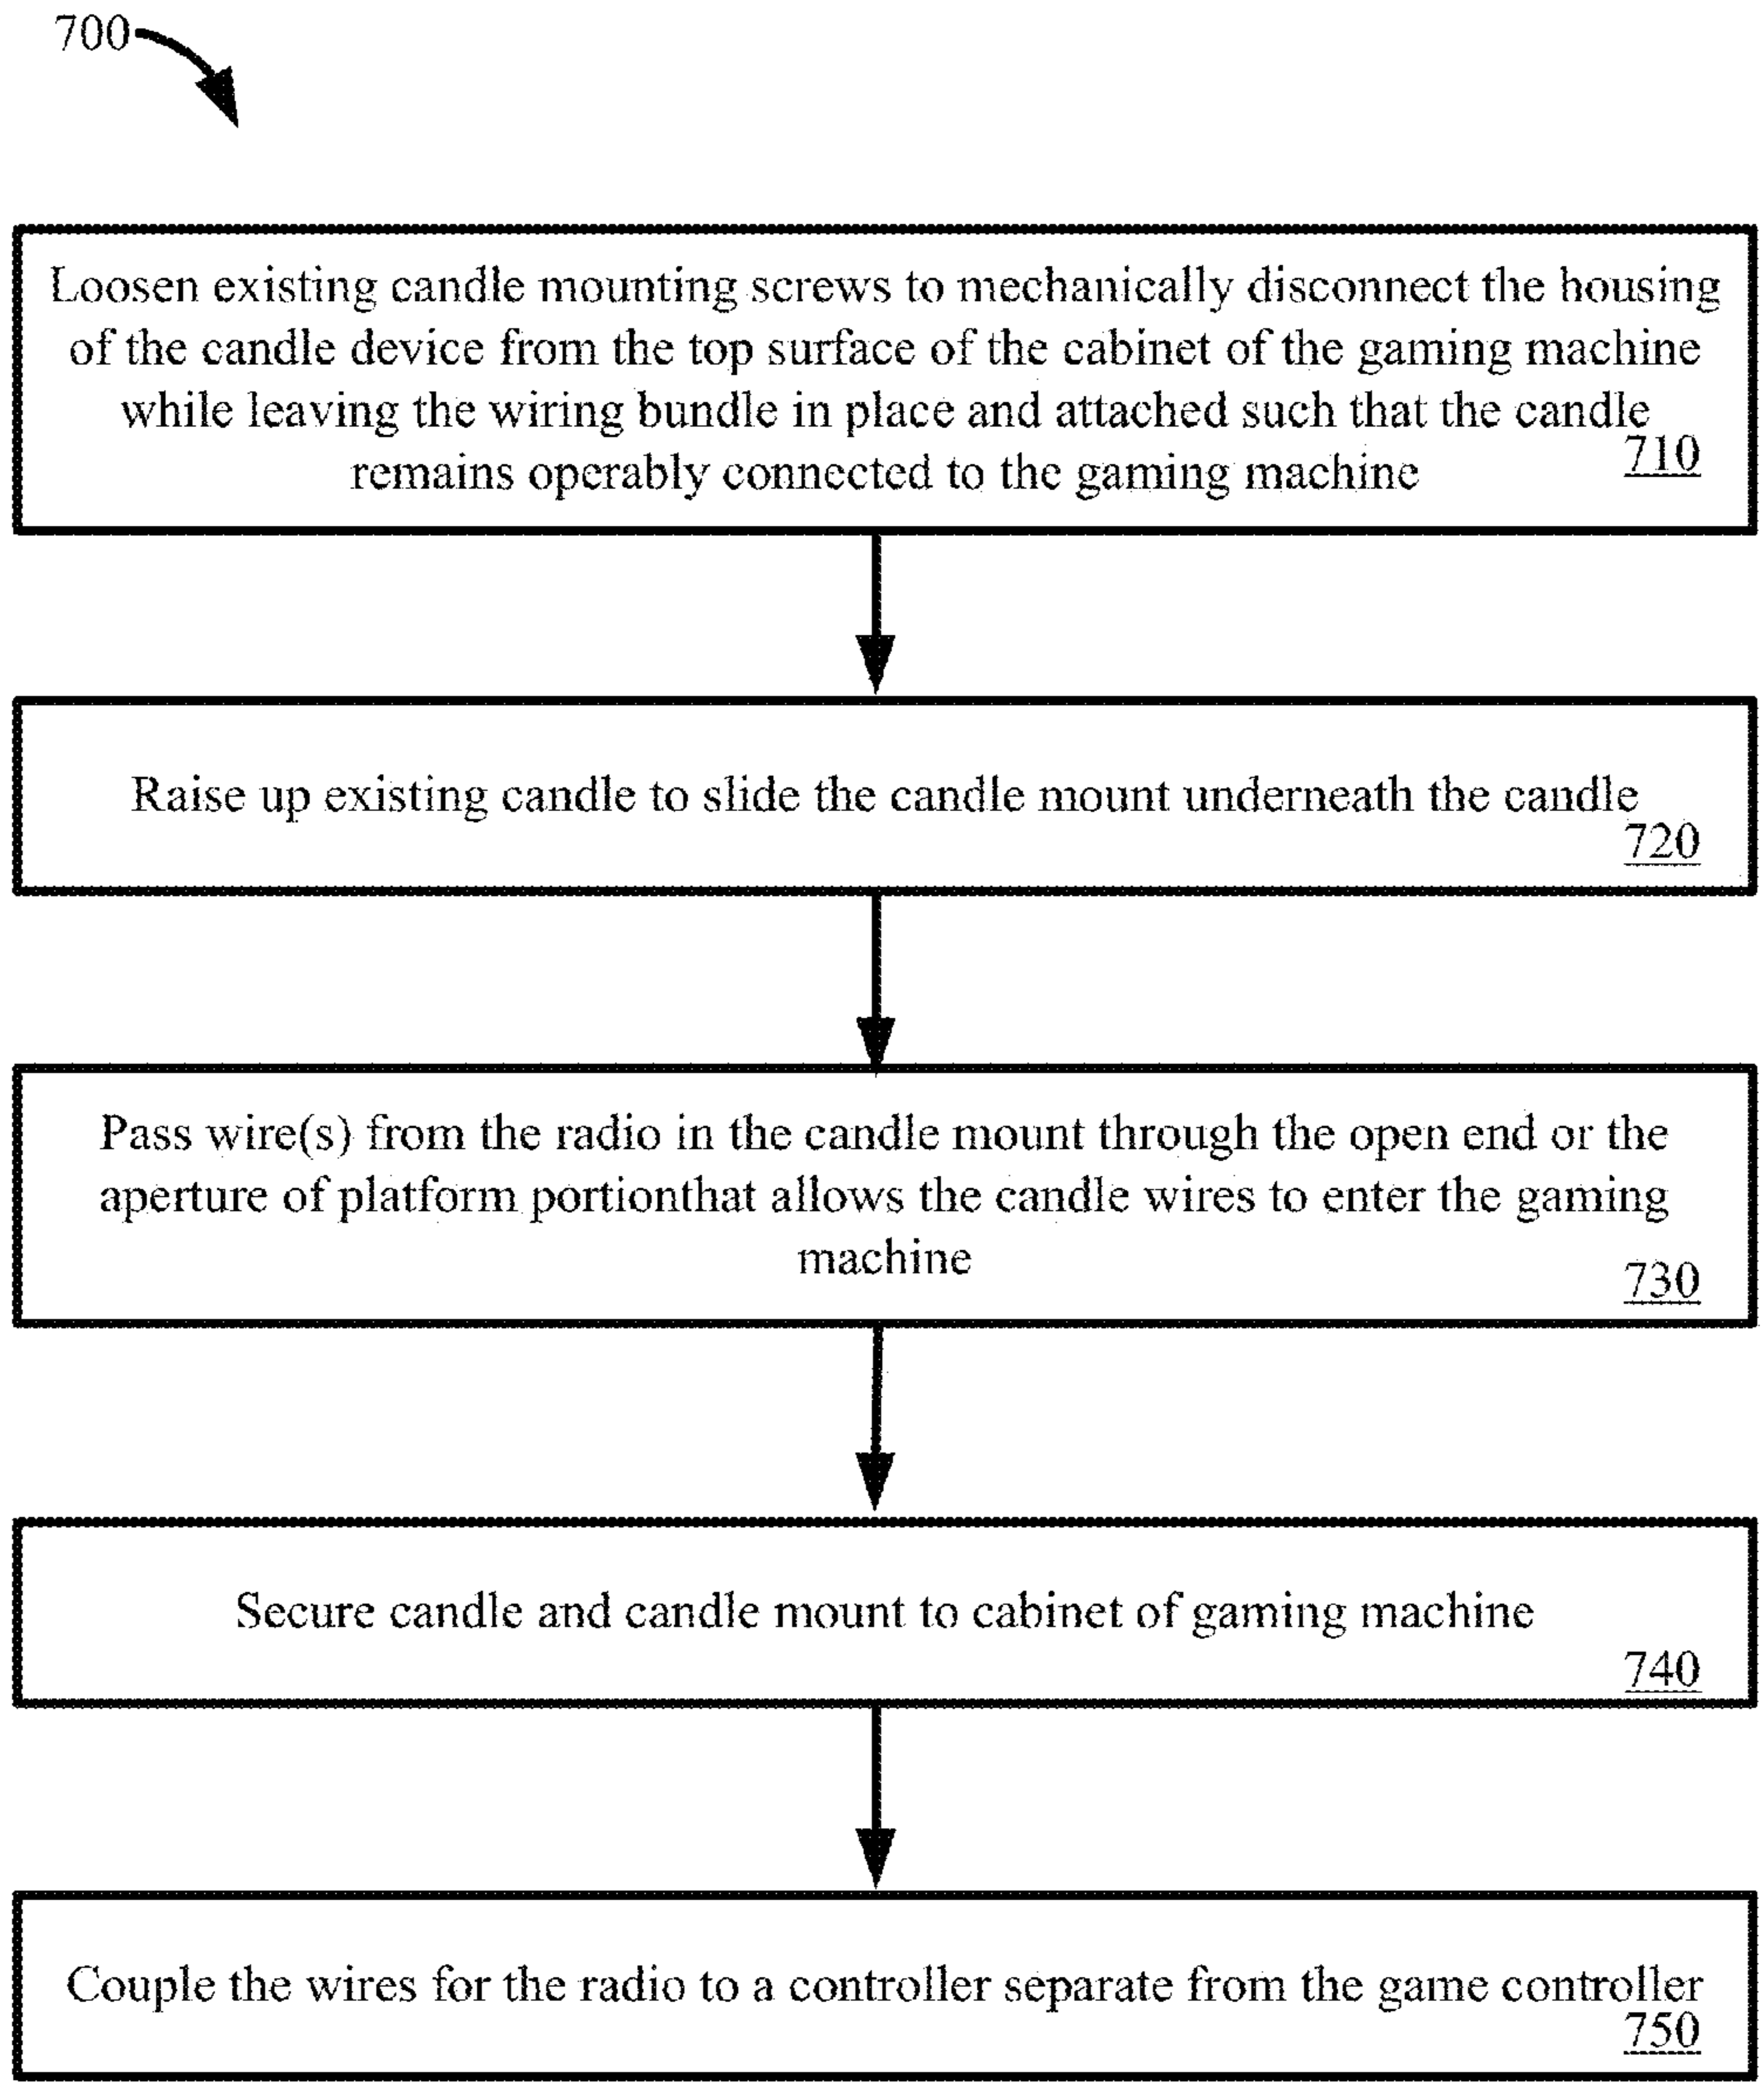 700
Loosen existing candle mounting screws to mechanically disconnect the housing
of the candle device from the top surface of the cabinet of the gaming machine
while leaving the wiring bundle in place and attached such that the candle
remains operably connected to the gaming machine
710
Raise up existing candle to slide the candle mount underneath the candle
720
Pass wire(s) from the radio in the candle mount through the open end or the
aperture of platform portionthat allows the candle wires to enter the gaming
machine
730
Secure candle and candle mount to cabinet of gaming machine
740
Couple the wires for the radio to a controller separate from the game controller
750